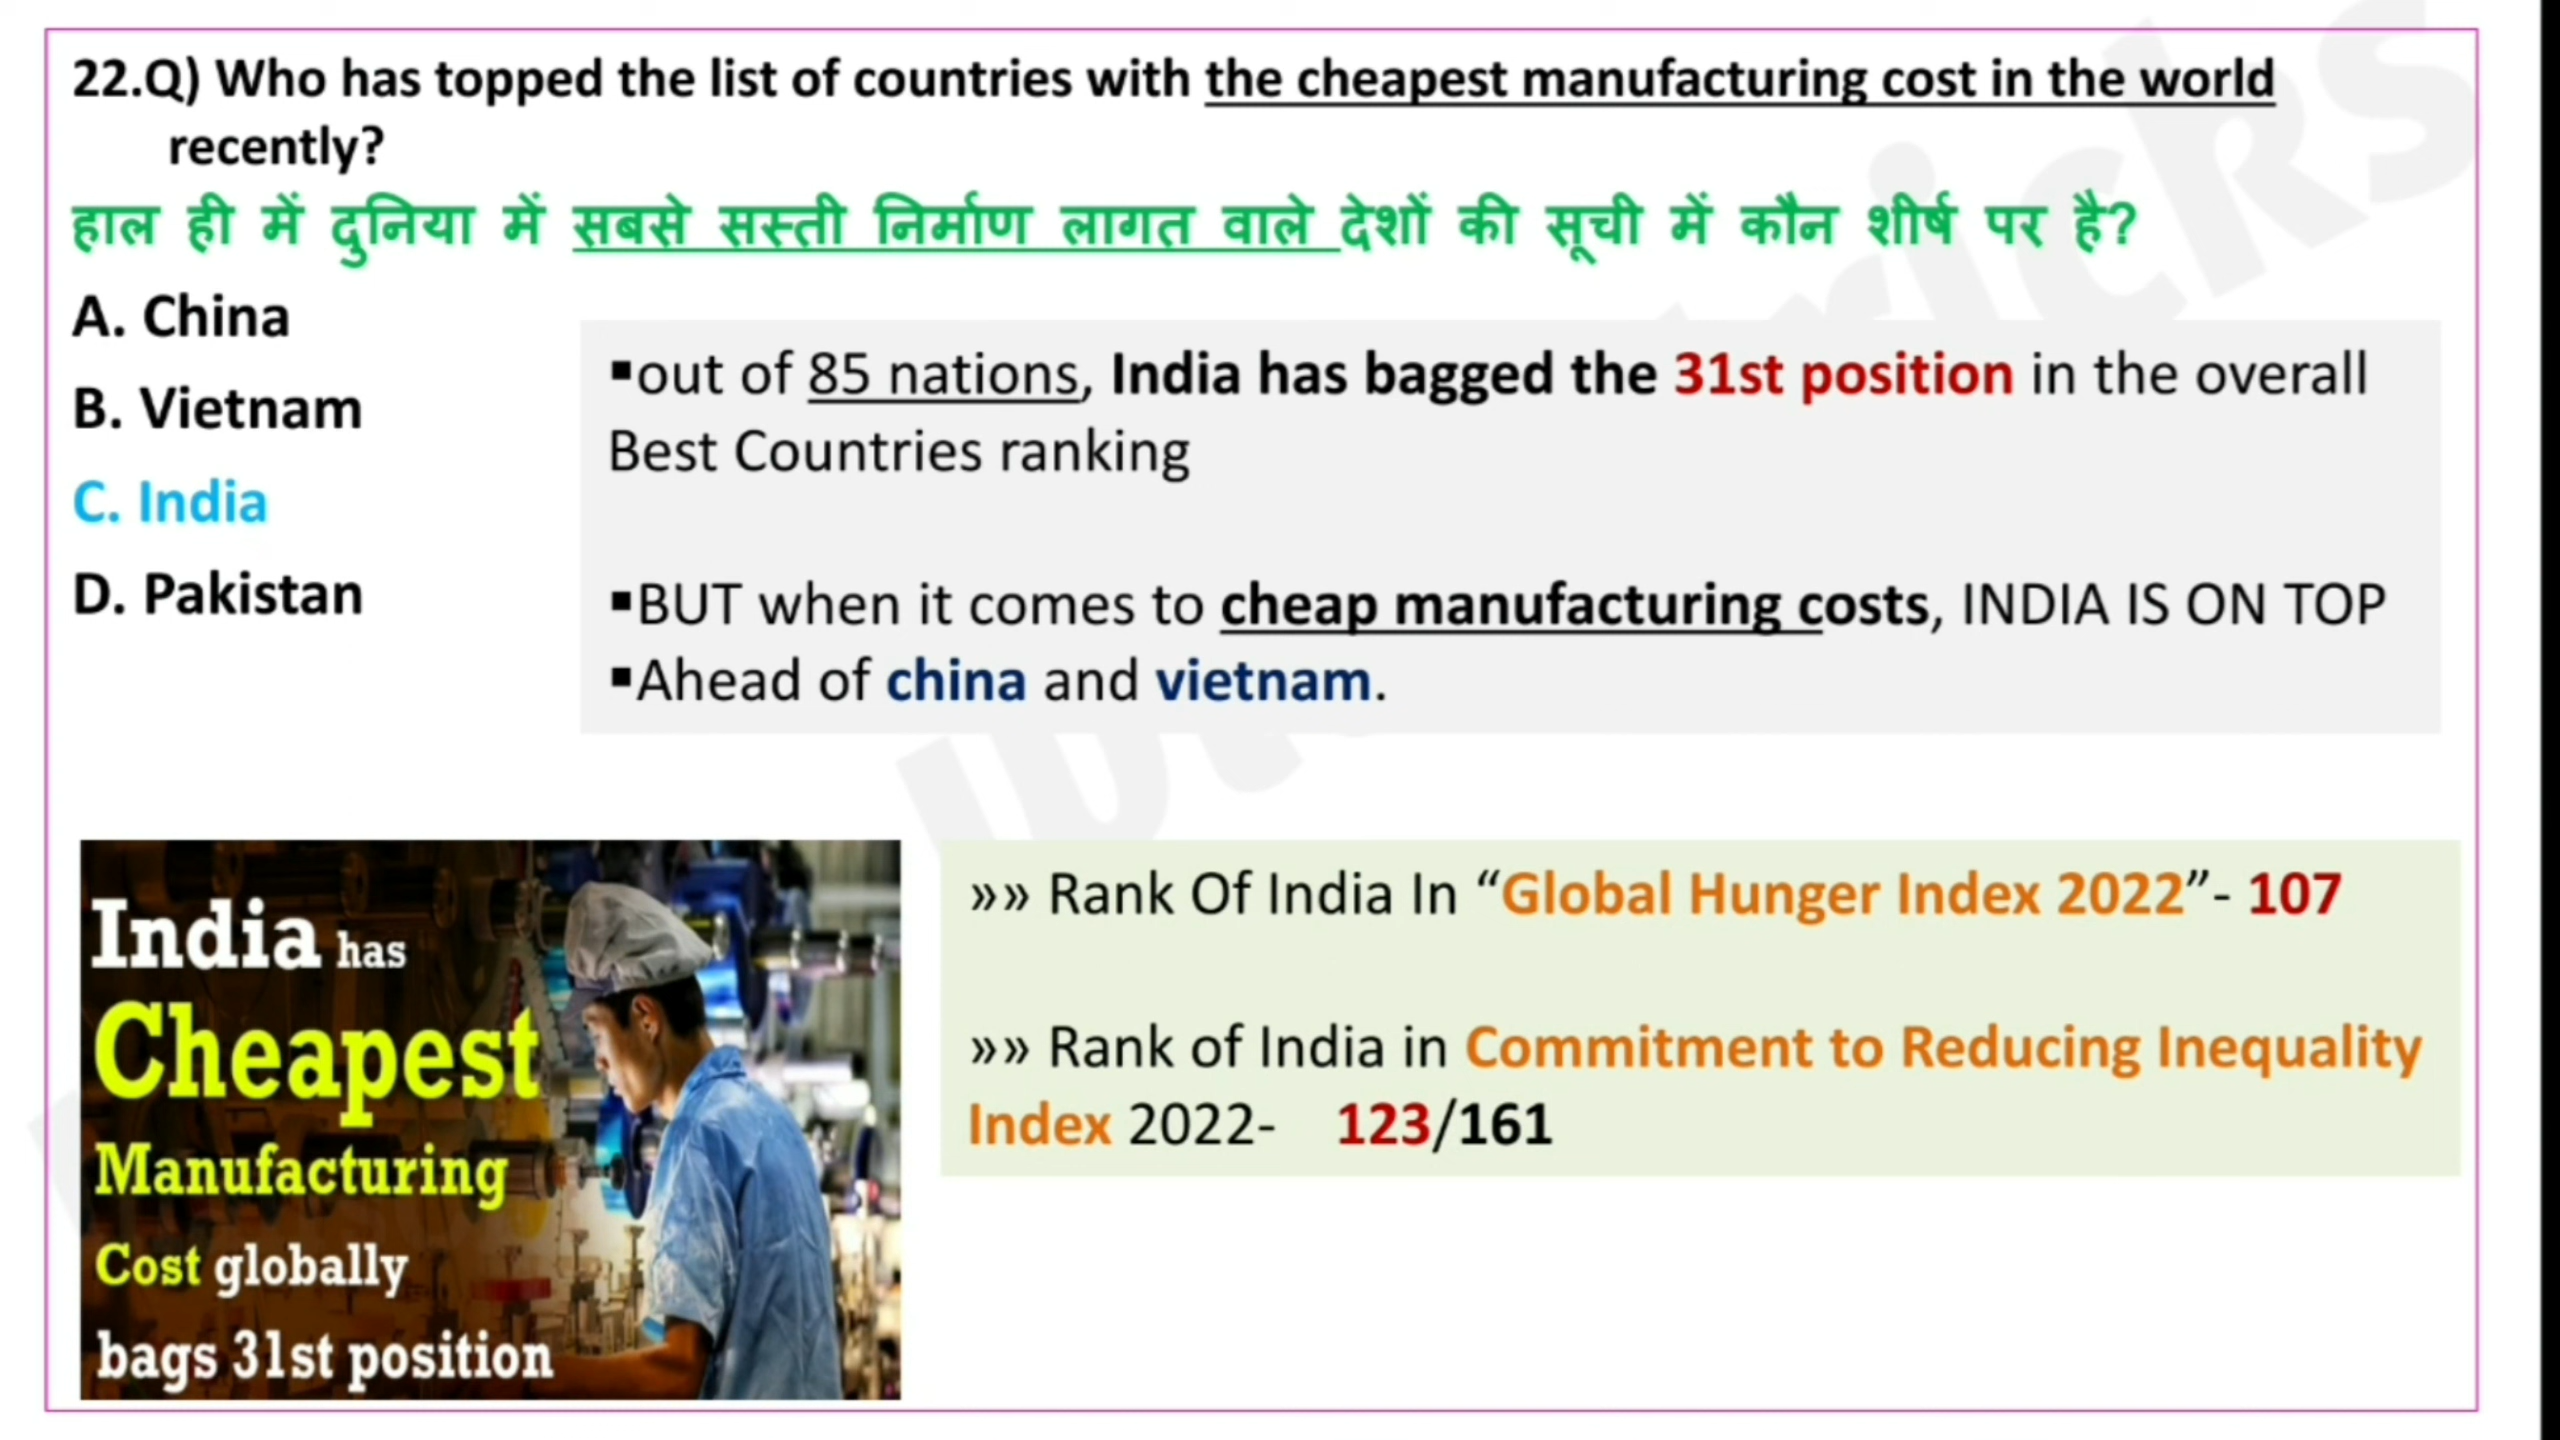 22.Q) Who has topped the list of countries with the cheapest manufacturing cost in the world
recently?
हाल ही में दुनिया में सबसे सस्ती निर्माण लागत वाले देशों की सूची में कौन शीर्ष पर है?
A. China
B. Vietnam
C. India
D. Pakistan
▪out of 85 nations, India has bagged the 31st position in the overall
Best Countries ranking
▪BUT when it comes to cheap manufacturing costs, INDIA IS ON TOP
▪Ahead of china and vietnam.
India has
Cheapest
Manufacturing
Cost globally
bags 31st position
»» Rank Of India In “Global Hunger Index 2022”- 107
»» Rank of India in Commitment to Reducing Inequality
Index 2022- 123/161